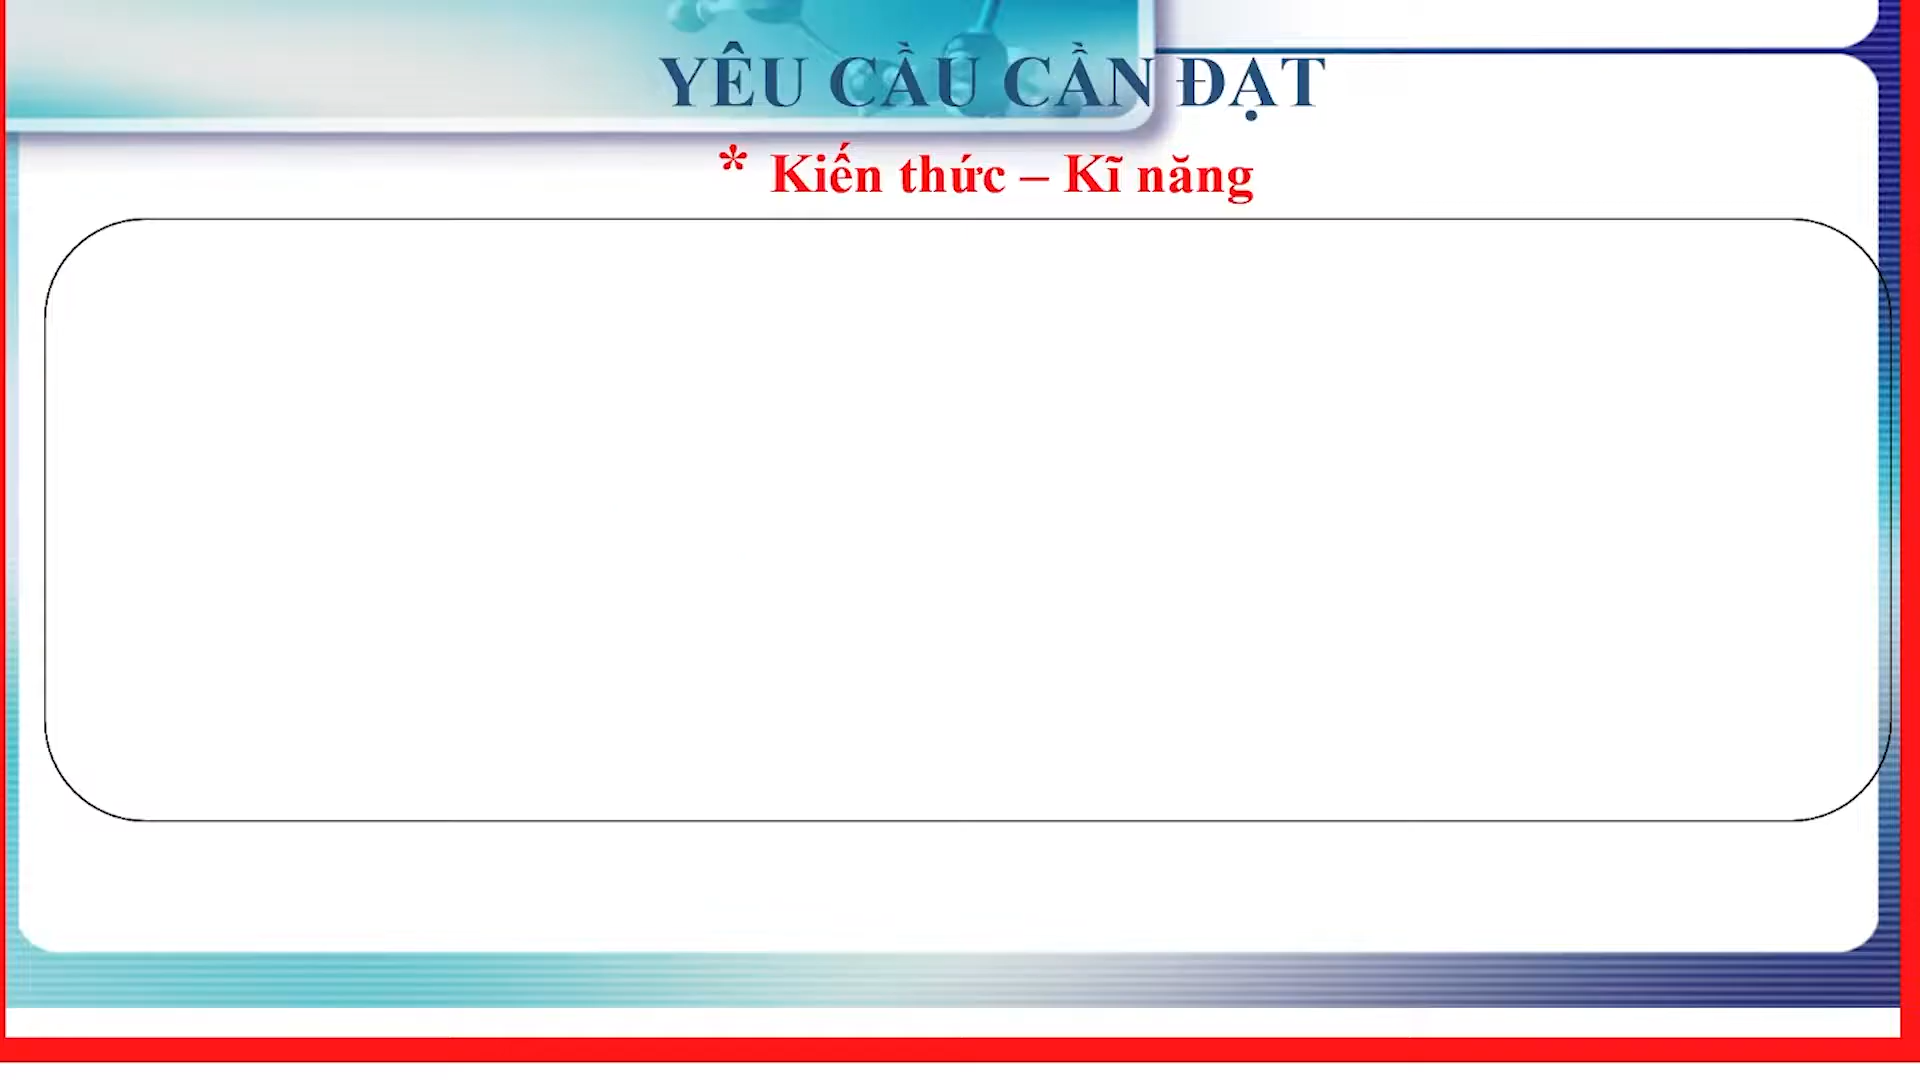 YÊU CẦU CẦN ĐẠT
* Kiến thức – Kĩ năng